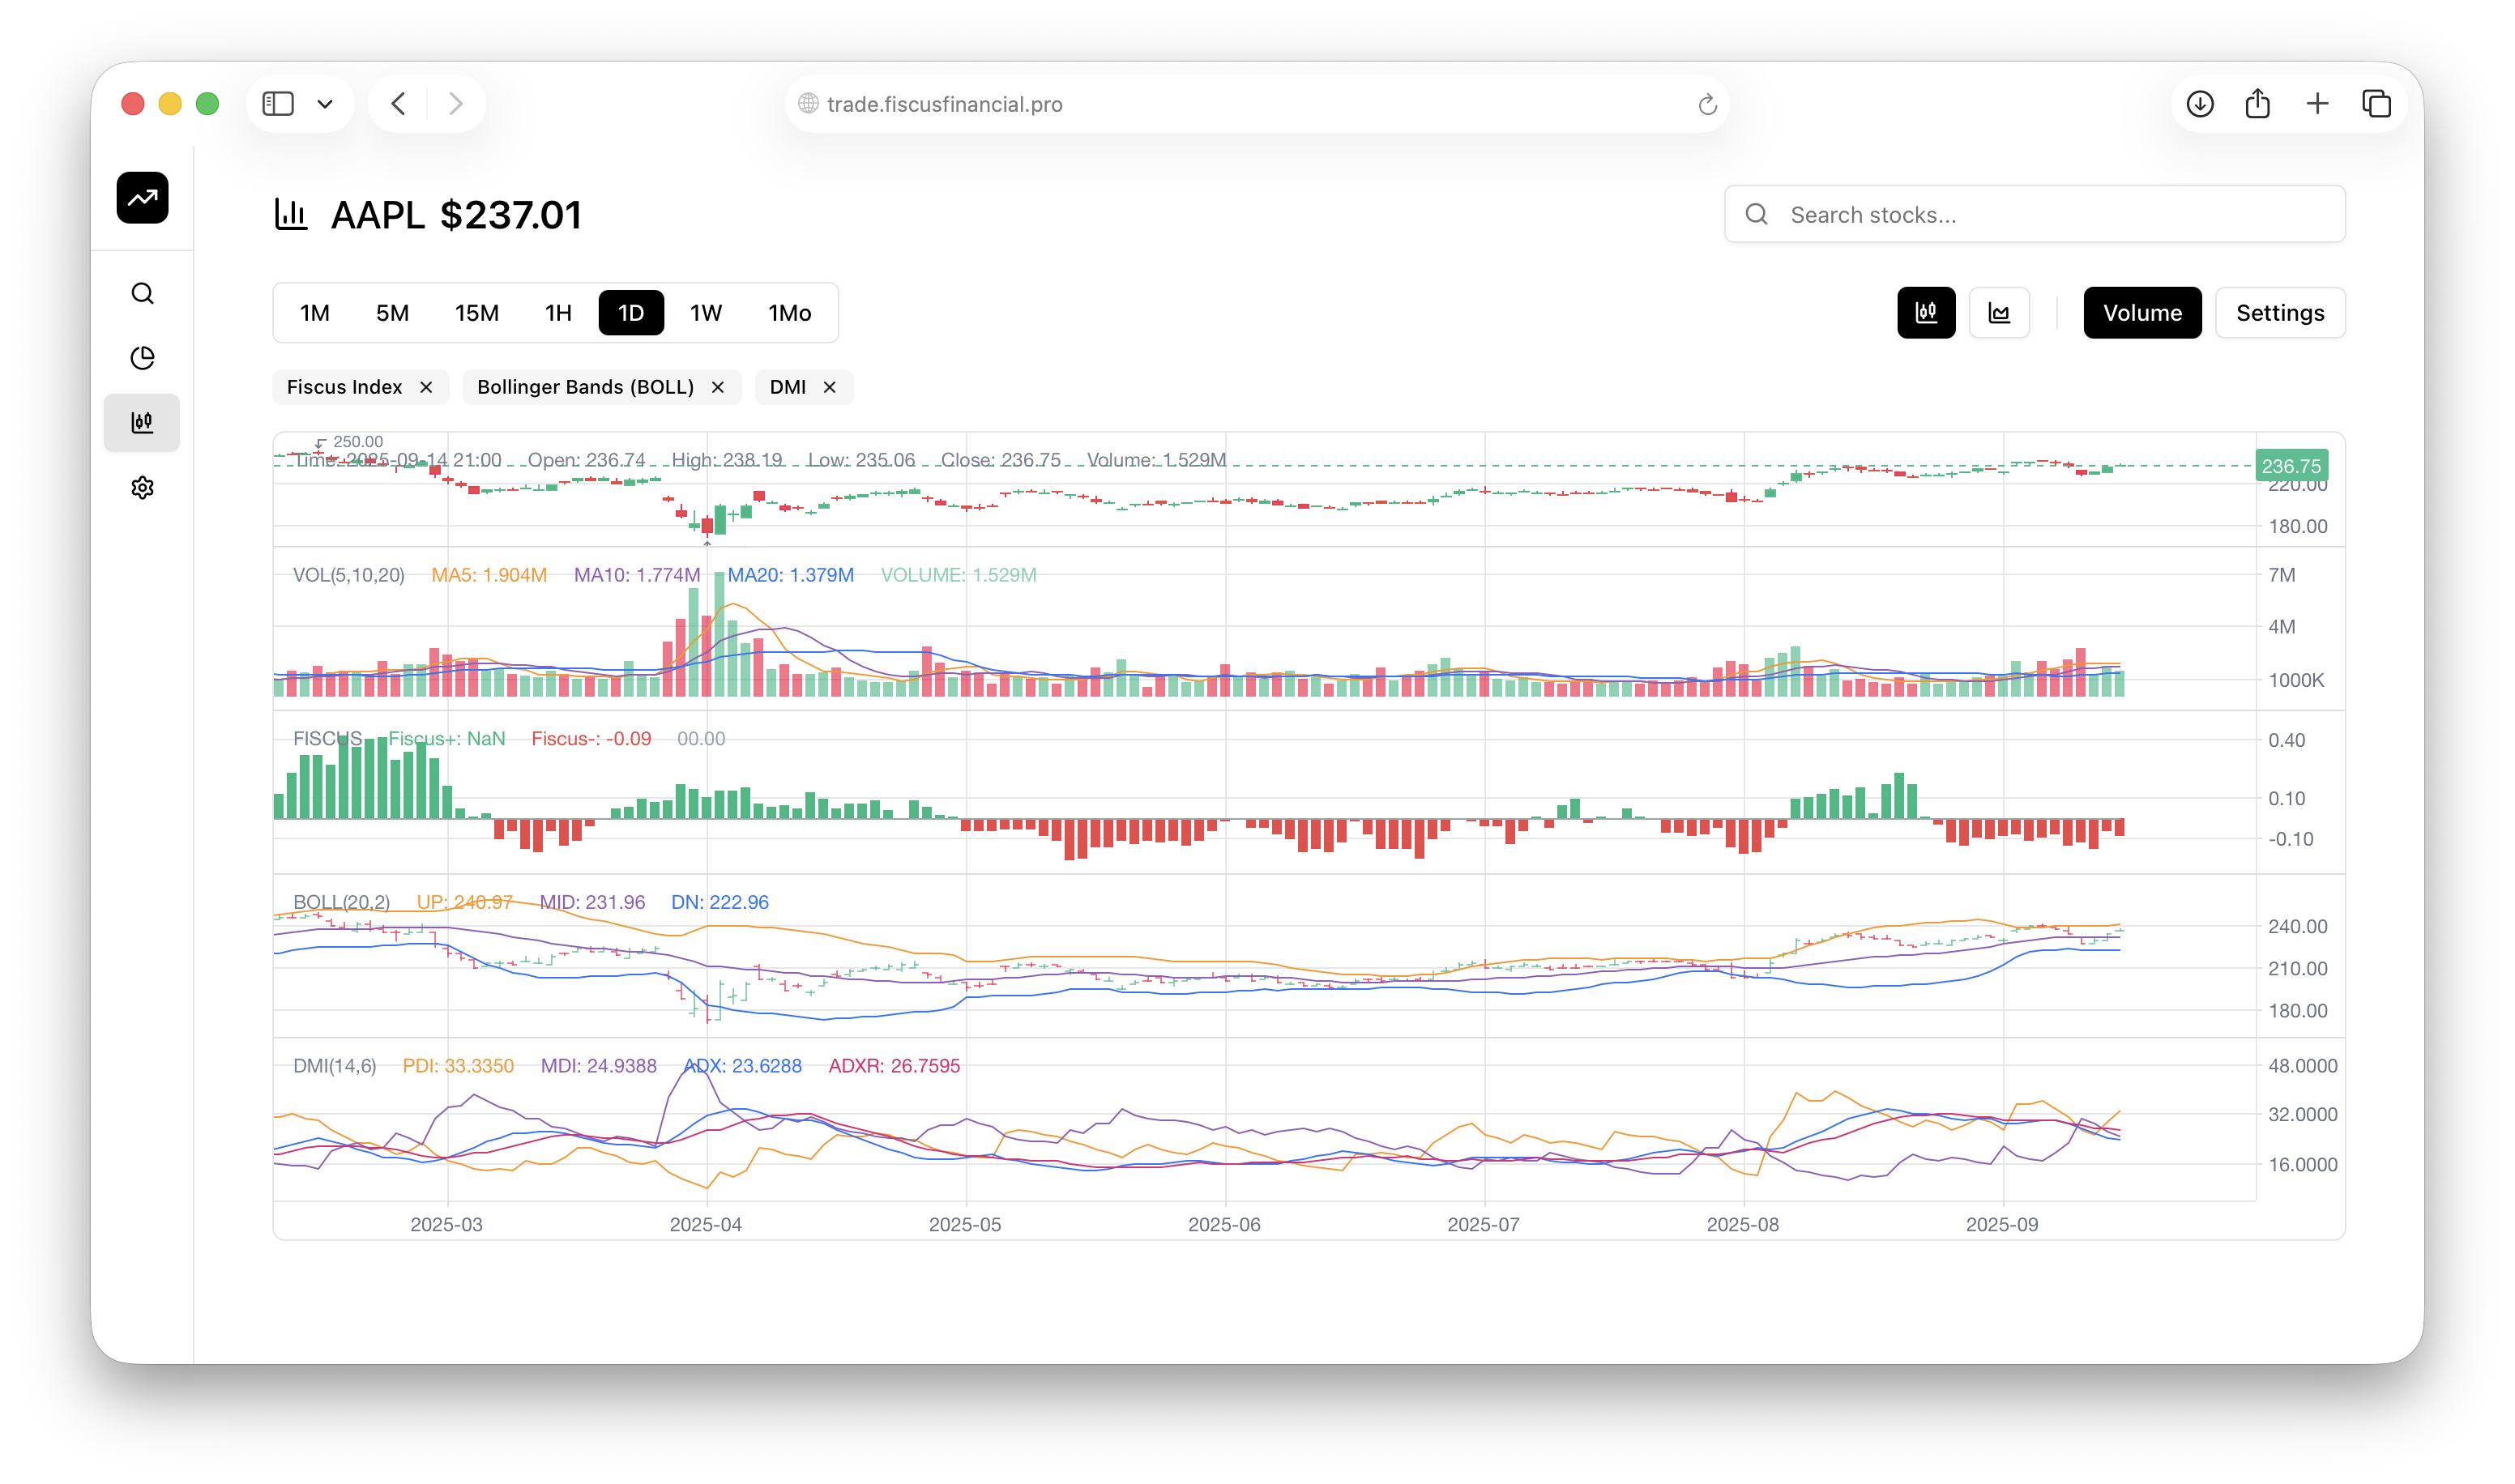 trade.fiscusfinancial.pro
AAPL $237.01
Search stocks...
1M 5M 15M 1H 1D 1W 1Mo
Volume Settings
Fiscus Index Bollinger Bands (BOLL) DMI
250.00
Time: 2025-09-14 21:00 Open: 236.74 High: 238.19 Low: 235.06 Close: 236.75 Volume: 1.529M
236.75
220.00
180.00
VOL(5,10,20) MA5: 1.904M MA10: 1.774M MA20: 1.379M VOLUME: 1.529M
7M
4M
1000K
FISCUS Fiscus+: NaN Fiscus-: -0.09 00.00
0.40
0.10
-0.10
BOLL(20,2) UP: 240.97 MID: 231.96 DN: 222.96
240.00
210.00
180.00
DMI(14,6) PDI: 33.3350 MDI: 24.9388 ADX: 23.6288 ADXR: 26.7595
48.0000
32.0000
16.0000
2025-03 2025-04 2025-05 2025-06 2025-07 2025-08 2025-09